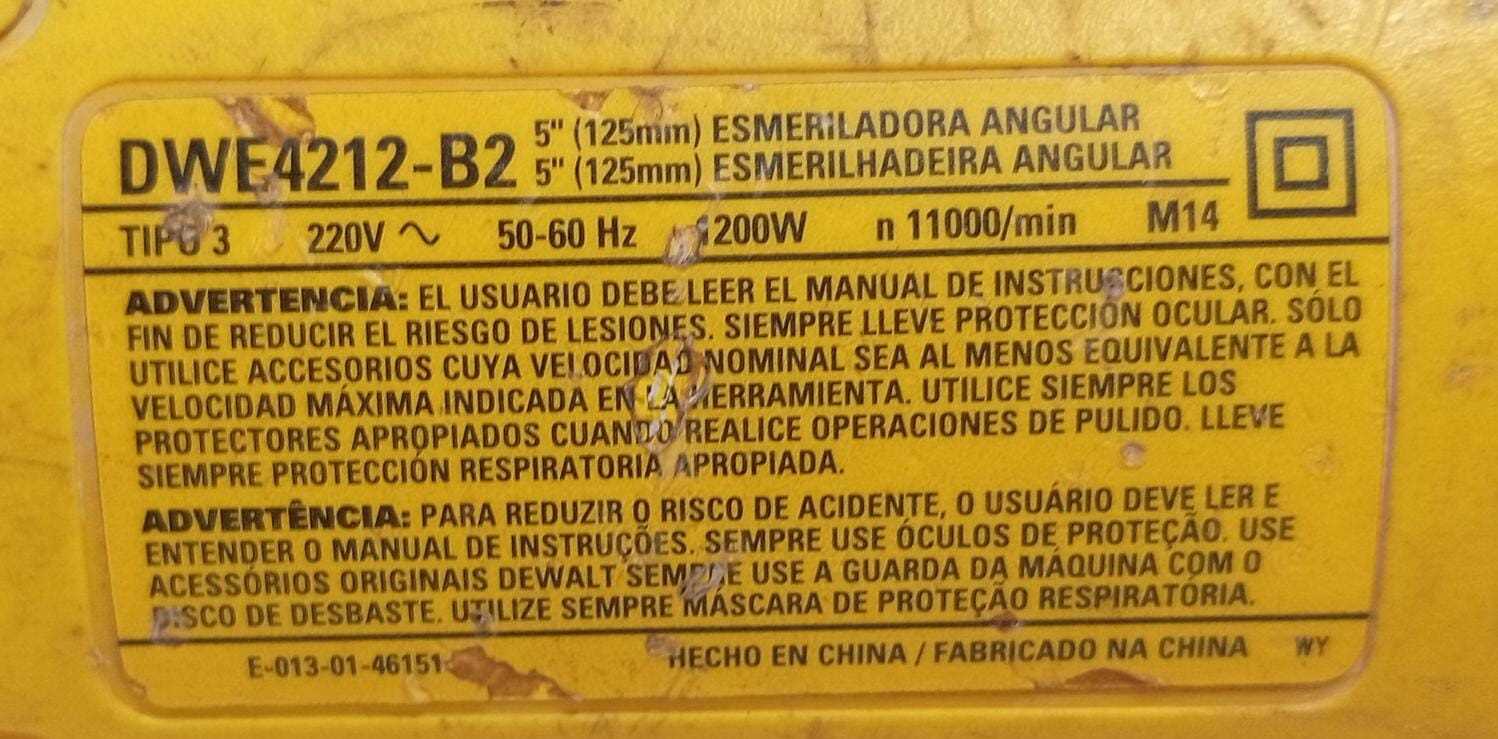 DWE4212-B2 5" (125mm) ESMERILADORA ANGULAR
5" (125mm) ESMERILHADEIRA ANGULAR
TIPO 3 220V ~ 50-60 Hz 1200W n 11000/min M14
ADVERTENCIA: EL USUARIO DEBE LEER EL MANUAL DE INSTRUCCIONES, CON EL
FIN DE REDUCIR EL RIESGO DE LESIONES. SIEMPRE LLEVE PROTECCIÓN OCULAR. SÓLO
UTILICE ACCESORIOS CUYA VELOCIDAD NOMINAL SEA AL MENOS EQUIVALENTE A LA
VELOCIDAD MÁXIMA INDICADA EN LA HERRAMIENTA. UTILICE SIEMPRE LOS
PROTECTORES APROPIADOS CUANDO REALICE OPERACIONES DE PULIDO. LLEVE
SIEMPRE PROTECCIÓN RESPIRATORIA APROPIADA.
ADVERTÊNCIA: PARA REDUZIR O RISCO DE ACIDENTE, O USUÁRIO DEVE LER E
ENTENDER O MANUAL DE INSTRUÇÕES. SEMPRE USE ÓCULOS DE PROTEÇÃO. USE
ACESSÓRIOS ORIGINAIS DEWALT SEMPRE USE A GUARDA DA MÁQUINA COM O
DISCO DE DESBASTE. UTILIZE SEMPRE MÁSCARA DE PROTEÇÃO RESPIRATÓRIA.
E-013-01-46151 HECHO EN CHINA / FABRICADO NA CHINA WY